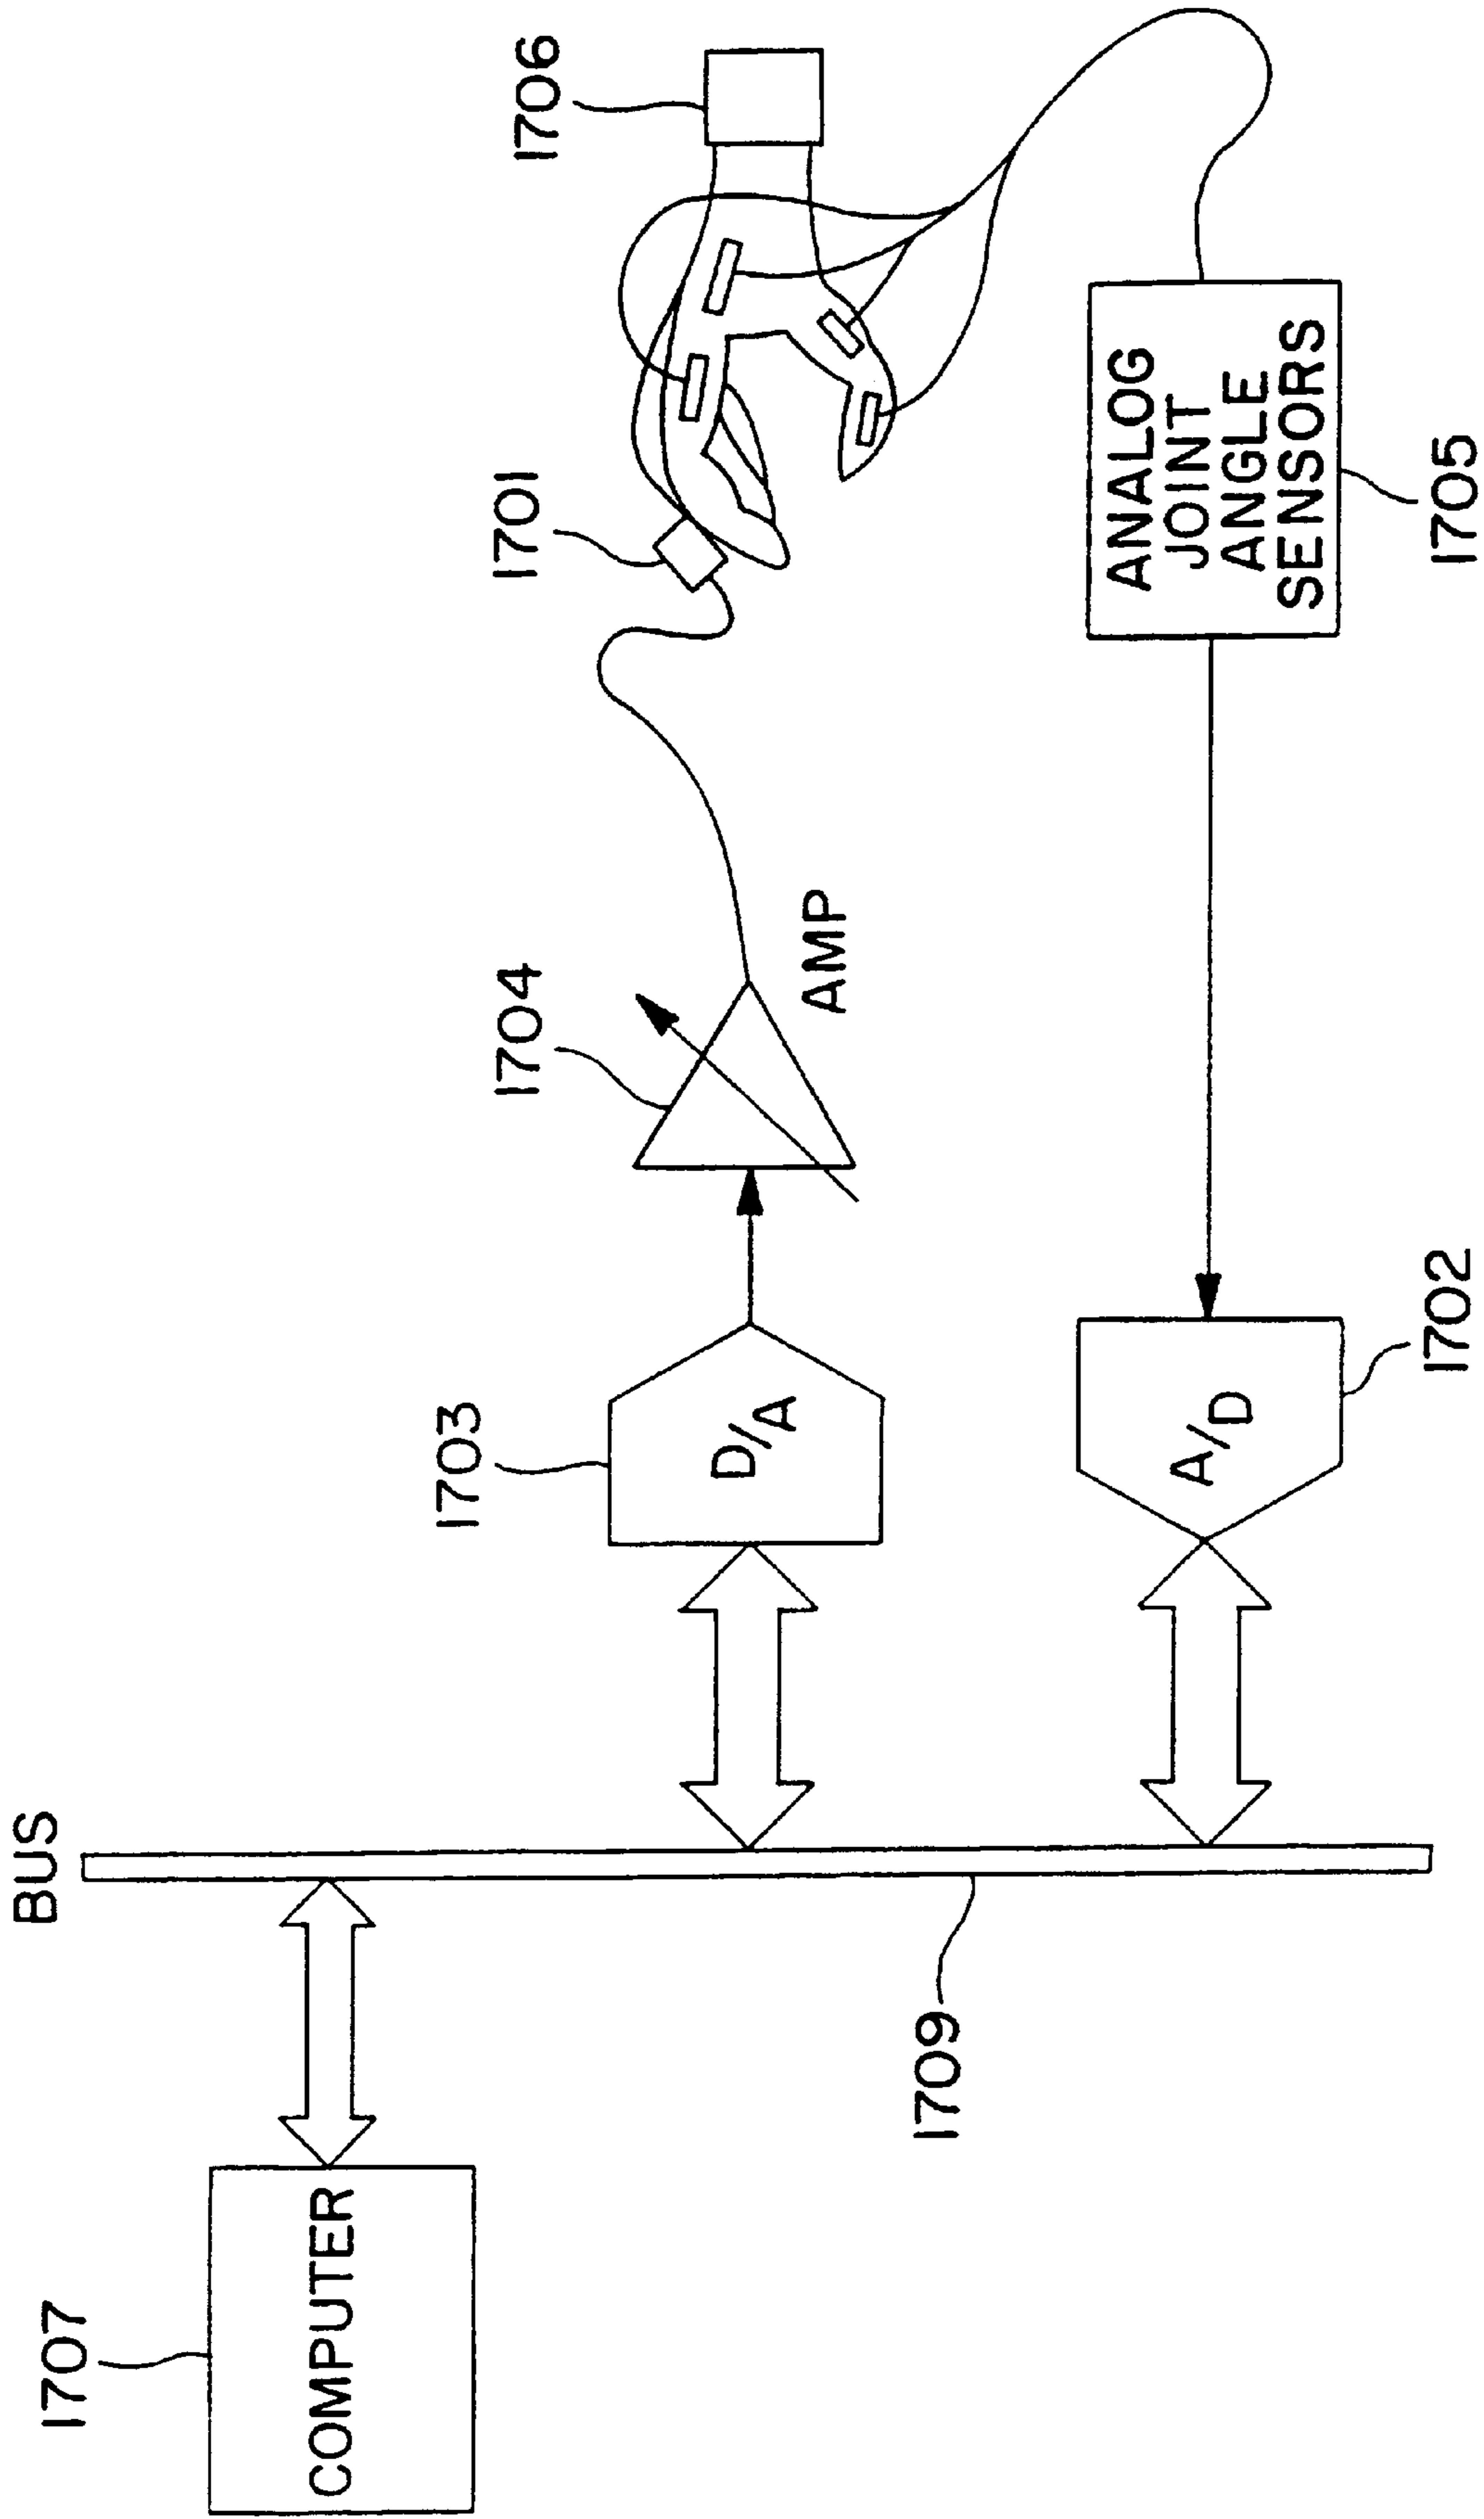 1707
COMPUTER
BUS
1709
1703
D/A
1704
AMP
1701
1706
A/D
1702
ANALOG
JOINT
ANGLE
SENSORS
1705